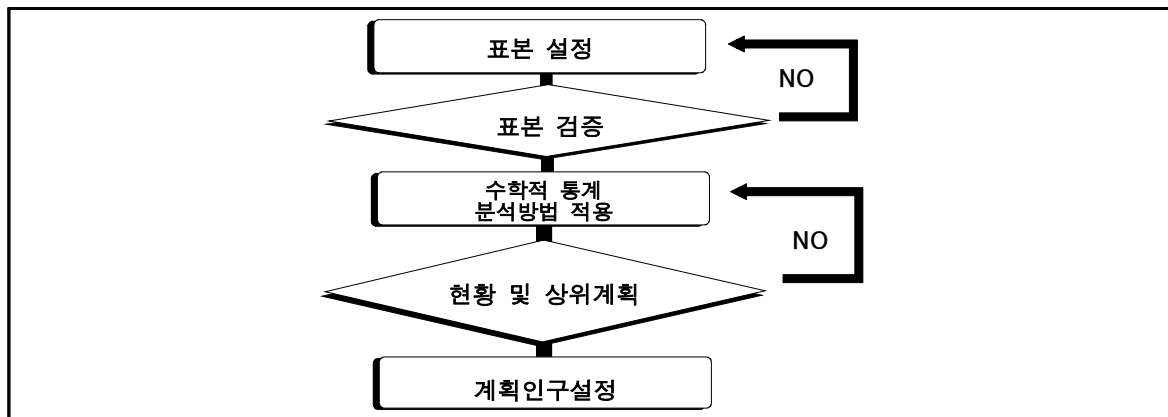 표본 설정
NO
표본 검증
수학적 통계
분석방법 적용
NO
현황 및 상위계획
계획인구설정